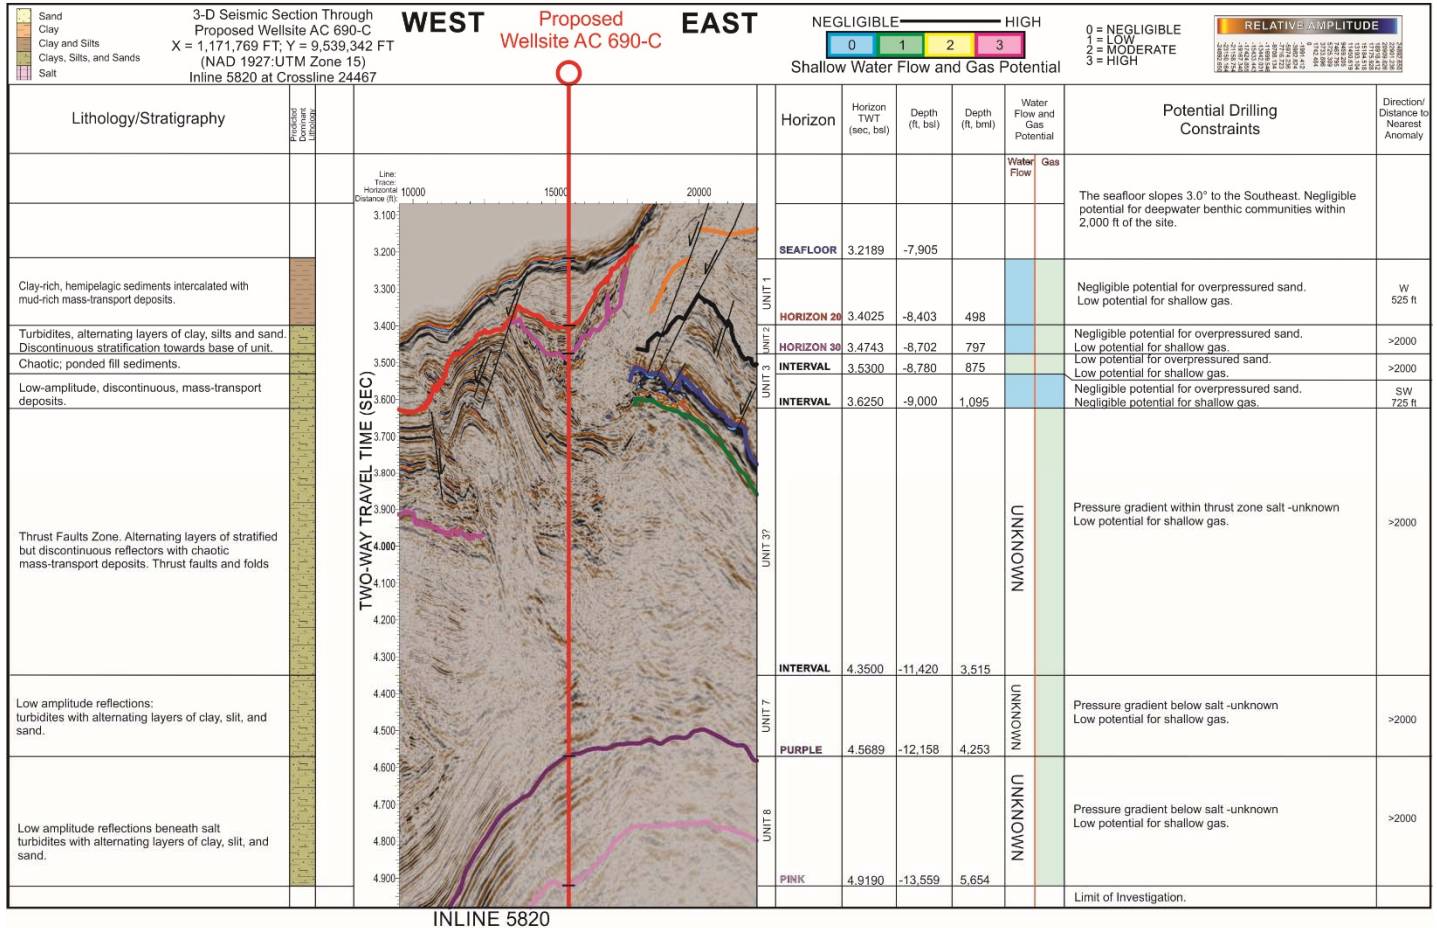 Sand
Clay
Clay and Silts
Clays, Silts, and Sands
Salt
3-D Seismic Section Through
Proposed Wellsite AC 690-C
X = 1,171,769 FT; Y = 9,539,342 FT
(NAD 1927:UTM Zone 15)
Inline 5820 at Crossline 24467
WEST
Proposed
Wellsite AC 690-C
EAST
NEGLIGIBLE HIGH
0 1 2 3
Shallow Water Flow and Gas Potential
0 = NEGLIGIBLE
1 = LOW
2 = MODERATE
3 = HIGH
RELATIVE AMPLITUDE
Lithology/Stratigraphy
Predicted
Dominant
Lithology
Horizon
Horizon
TWT
(sec, bsl)
Depth
(ft, bsl)
Depth
(ft, bml)
Water
Flow and
Gas
Potential
Potential Drilling
Constraints
Direction/
Distance to
Nearest
Anomaly
Water
Flow
Gas
Line:
Trace:
Horizontal
Distance (ft):
10000 15000 20000
TWO-WAY TRAVEL TIME (SEC)
3.100
3.200
3.300
3.400
3.500
3.600
3.700
3.800
3.900
4.000
4.100
4.200
4.300
4.400
4.500
4.600
4.700
4.800
4.900
The seafloor slopes 3.0° to the Southeast. Negligible
potential for deepwater benthic communities within
2,000 ft of the site.
SEAFLOOR 3.2189 -7,905
Clay-rich, hemipelagic sediments intercalated with
mud-rich mass-transport deposits.
UNIT 1
HORIZON 20 3.4025 -8,403 498
Negligible potential for overpressured sand.
Low potential for shallow gas.
W
525 ft
Turbidites, alternating layers of clay, silts and sand.
Discontinuous stratification towards base of unit.
UNIT 2
HORIZON 30 3.4743 -8,702 797
Negligible potential for overpressured sand.
Low potential for shallow gas.
>2000
Chaotic; ponded fill sediments.
UNIT 3
INTERVAL 3.5300 -8,780 875
Low potential for overpressured sand.
Low potential for shallow gas.
>2000
Low-amplitude, discontinuous, mass-transport
deposits.
INTERVAL 3.6250 -9,000 1,095
Negligible potential for overpressured sand.
Negligible potential for shallow gas.
SW
725 ft
Thrust Faults Zone. Alternating layers of stratified
but discontinuous reflectors with chaotic
mass-transport deposits. Thrust faults and folds
UNIT 3?
INTERVAL 4.3500 -11,420 3,515
UNKNOWN
Pressure gradient within thrust zone salt -unknown
Low potential for shallow gas.
>2000
Low amplitude reflections:
turbidites with alternating layers of clay, slit, and
sand.
UNIT 7
PURPLE 4.5689 -12,158 4,253
UNKNOWN
Pressure gradient below salt -unknown
Low potential for shallow gas.
>2000
Low amplitude reflections beneath salt
turbidites with alternating layers of clay, slit, and
sand.
UNIT 8
PINK 4.9190 -13,559 5,654
UNKNOWN
Pressure gradient below salt -unknown
Low potential for shallow gas.
>2000
Limit of Investigation.
INLINE 5820